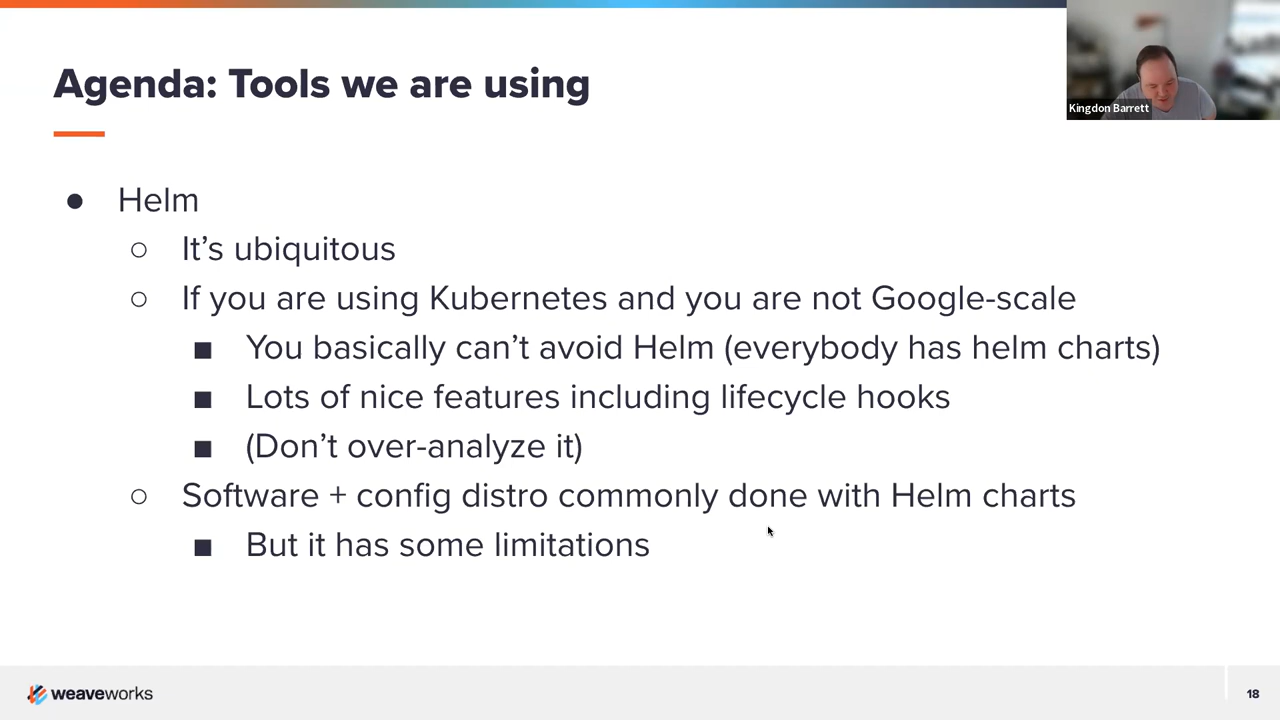 Agenda: Tools we are using
Kingdon Barrett
● Helm
○ It’s ubiquitous
○ If you are using Kubernetes and you are not Google-scale
■ You basically can’t avoid Helm (everybody has helm charts)
■ Lots of nice features including lifecycle hooks
■ (Don’t over-analyze it)
○ Software + config distro commonly done with Helm charts
■ But it has some limitations
weaveworks
18